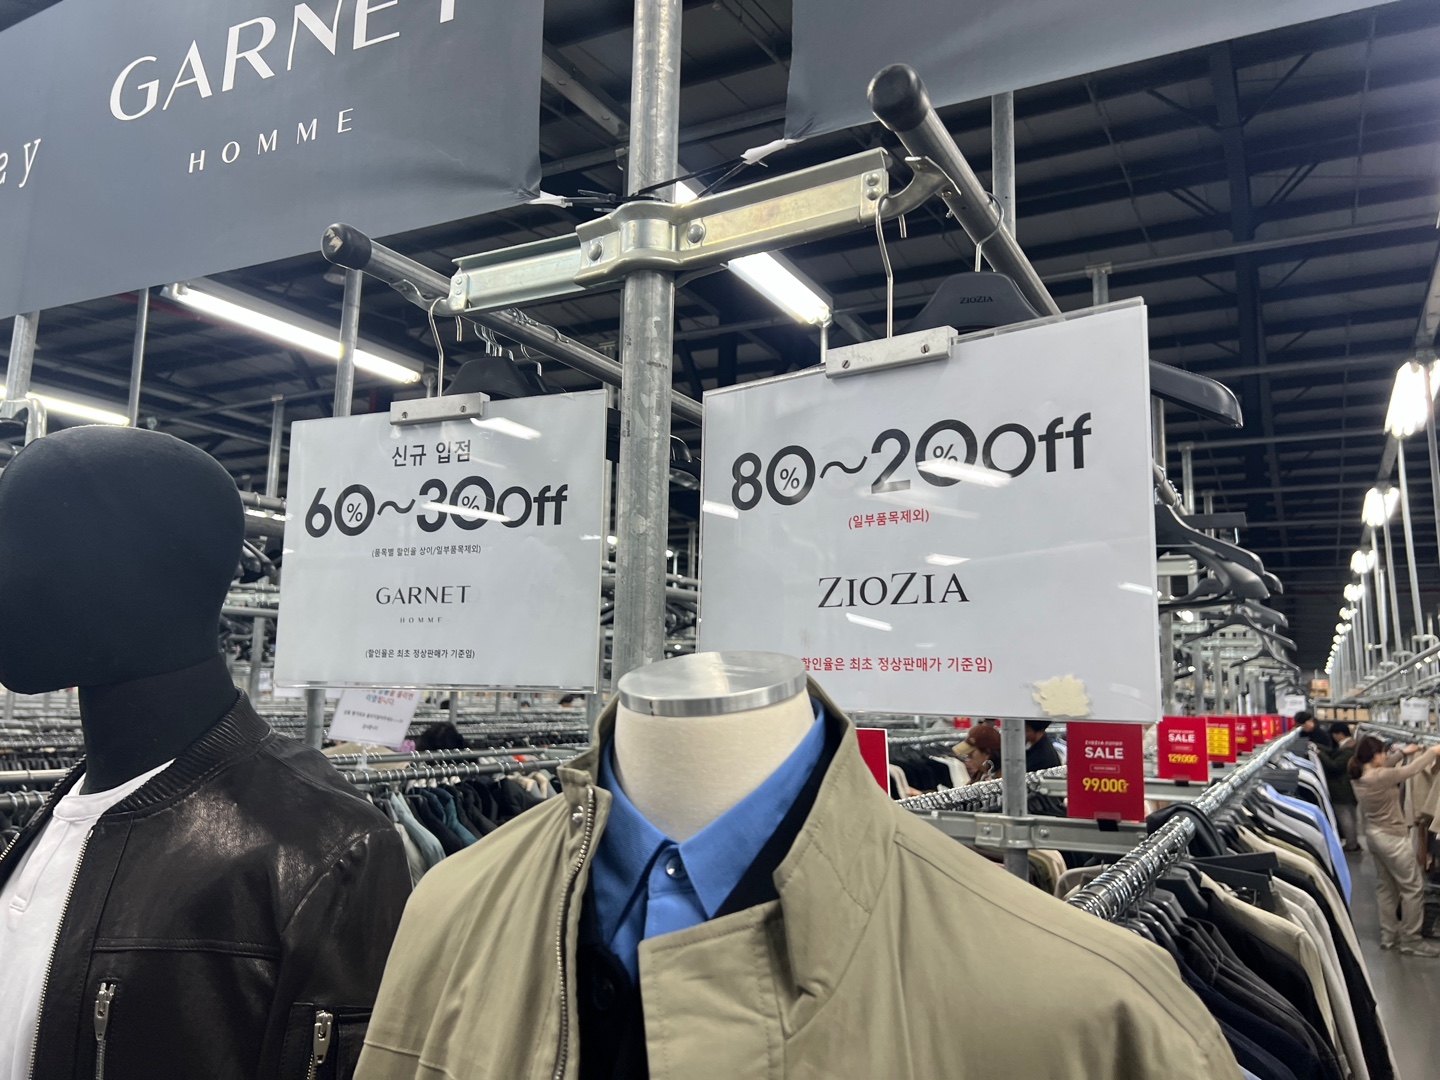 GARNET
HOMME
ey
ZIOZIA
신규 입점
60%~30%Off
(품목별 할인율 상이/일부품목제외)
GARNET
HOMME
(할인율은 최초 정상판매가 기준임)
80%~20%Off
(일부품목제외)
ZIOZIA
할인율은 최초 정상판매가 기준임)
ZIOZIA
SALE
99,000
SALE
129,000